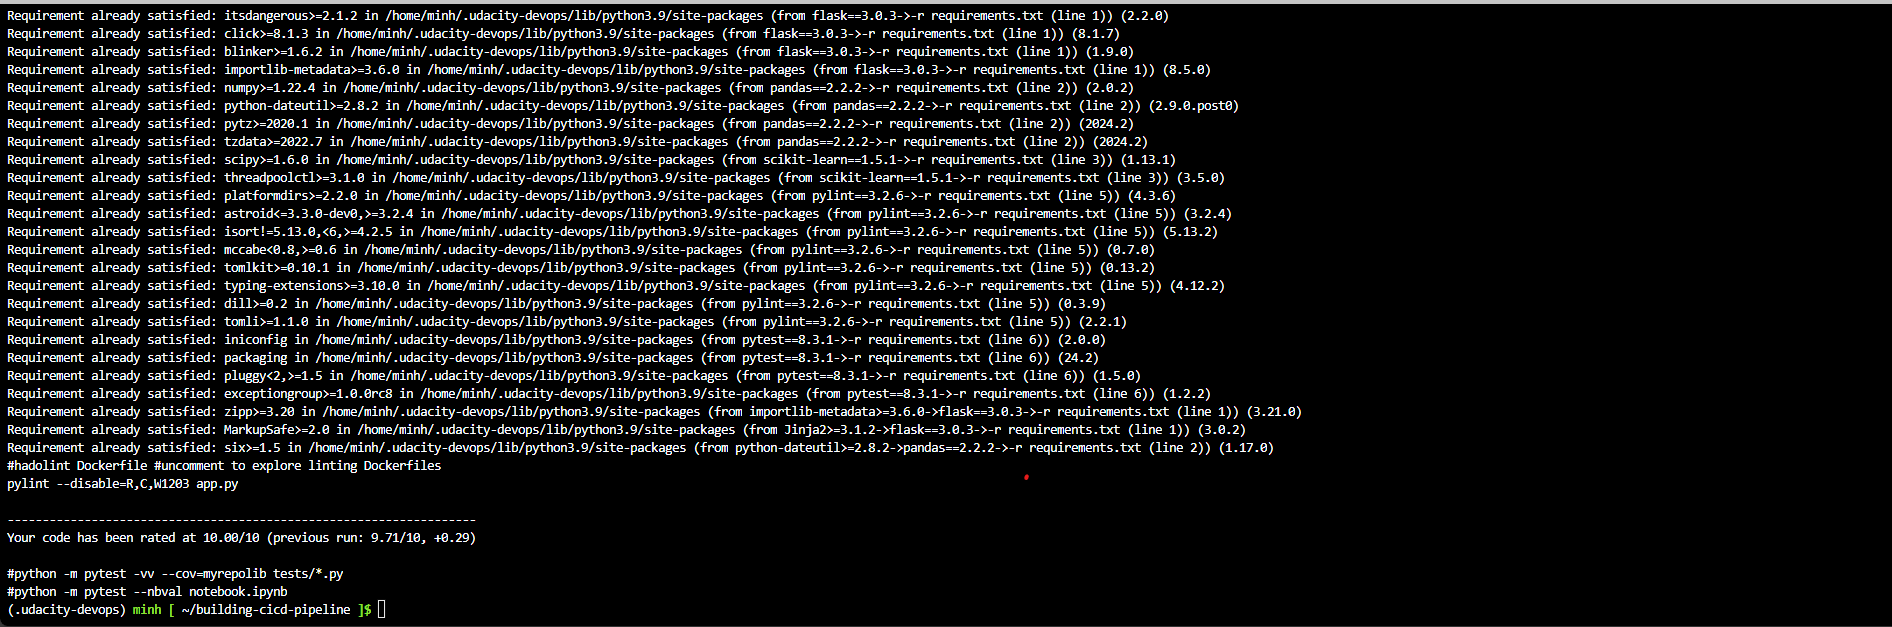 Requirement already satisfied: itsdangerous>=2.1.2 in /home/minh/.udacity-devops/lib/python3.9/site-packages (from flask==3.0.3->-r requirements.txt (line 1)) (2.2.0)
Requirement already satisfied: click>=8.1.3 in /home/minh/.udacity-devops/lib/python3.9/site-packages (from flask==3.0.3->-r requirements.txt (line 1)) (8.1.7)
Requirement already satisfied: blinker>=1.6.2 in /home/minh/.udacity-devops/lib/python3.9/site-packages (from flask==3.0.3->-r requirements.txt (line 1)) (1.9.0)
Requirement already satisfied: importlib-metadata>=3.6.0 in /home/minh/.udacity-devops/lib/python3.9/site-packages (from flask==3.0.3->-r requirements.txt (line 1)) (8.5.0)
Requirement already satisfied: numpy>=1.22.4 in /home/minh/.udacity-devops/lib/python3.9/site-packages (from pandas==2.2.2->-r requirements.txt (line 2)) (2.0.2)
Requirement already satisfied: python-dateutil>=2.8.2 in /home/minh/.udacity-devops/lib/python3.9/site-packages (from pandas==2.2.2->-r requirements.txt (line 2)) (2.9.0.post0)
Requirement already satisfied: pytz>=2020.1 in /home/minh/.udacity-devops/lib/python3.9/site-packages (from pandas==2.2.2->-r requirements.txt (line 2)) (2024.2)
Requirement already satisfied: tzdata>=2022.7 in /home/minh/.udacity-devops/lib/python3.9/site-packages (from pandas==2.2.2->-r requirements.txt (line 2)) (2024.2)
Requirement already satisfied: scipy>=1.6.0 in /home/minh/.udacity-devops/lib/python3.9/site-packages (from scikit-learn==1.5.1->-r requirements.txt (line 3)) (1.13.1)
Requirement already satisfied: threadpoolctl>=3.1.0 in /home/minh/.udacity-devops/lib/python3.9/site-packages (from scikit-learn==1.5.1->-r requirements.txt (line 3)) (3.5.0)
Requirement already satisfied: platformdirs>=2.2.0 in /home/minh/.udacity-devops/lib/python3.9/site-packages (from pylint==3.2.6->-r requirements.txt (line 5)) (4.3.6)
Requirement already satisfied: astroid<=3.3.0-dev0,>=3.2.4 in /home/minh/.udacity-devops/lib/python3.9/site-packages (from pylint==3.2.6->-r requirements.txt (line 5)) (3.2.4)
Requirement already satisfied: isort!=5.13.0,<6,>=4.2.5 in /home/minh/.udacity-devops/lib/python3.9/site-packages (from pylint==3.2.6->-r requirements.txt (line 5)) (5.13.2)
Requirement already satisfied: mccabe<0.8,>=0.6 in /home/minh/.udacity-devops/lib/python3.9/site-packages (from pylint==3.2.6->-r requirements.txt (line 5)) (0.7.0)
Requirement already satisfied: tomlkit>=0.10.1 in /home/minh/.udacity-devops/lib/python3.9/site-packages (from pylint==3.2.6->-r requirements.txt (line 5)) (0.13.2)
Requirement already satisfied: typing-extensions>=3.10.0 in /home/minh/.udacity-devops/lib/python3.9/site-packages (from pylint==3.2.6->-r requirements.txt (line 5)) (4.12.2)
Requirement already satisfied: dill>=0.2 in /home/minh/.udacity-devops/lib/python3.9/site-packages (from pylint==3.2.6->-r requirements.txt (line 5)) (0.3.9)
Requirement already satisfied: tomli>=1.1.0 in /home/minh/.udacity-devops/lib/python3.9/site-packages (from pylint==3.2.6->-r requirements.txt (line 5)) (2.2.1)
Requirement already satisfied: iniconfig in /home/minh/.udacity-devops/lib/python3.9/site-packages (from pytest==8.3.1->-r requirements.txt (line 6)) (2.0.0)
Requirement already satisfied: packaging in /home/minh/.udacity-devops/lib/python3.9/site-packages (from pytest==8.3.1->-r requirements.txt (line 6)) (24.2)
Requirement already satisfied: pluggy<2,>=1.5 in /home/minh/.udacity-devops/lib/python3.9/site-packages (from pytest==8.3.1->-r requirements.txt (line 6)) (1.5.0)
Requirement already satisfied: exceptiongroup>=1.0.0rc8 in /home/minh/.udacity-devops/lib/python3.9/site-packages (from pytest==8.3.1->-r requirements.txt (line 6)) (1.2.2)
Requirement already satisfied: zipp>=3.20 in /home/minh/.udacity-devops/lib/python3.9/site-packages (from importlib-metadata>=3.6.0->flask==3.0.3->-r requirements.txt (line 1)) (3.21.0)
Requirement already satisfied: MarkupSafe>=2.0 in /home/minh/.udacity-devops/lib/python3.9/site-packages (from Jinja2>=3.1.2->flask==3.0.3->-r requirements.txt (line 1)) (3.0.2)
Requirement already satisfied: six>=1.5 in /home/minh/.udacity-devops/lib/python3.9/site-packages (from python-dateutil>=2.8.2->pandas==2.2.2->-r requirements.txt (line 2)) (1.17.0)
#hadolint Dockerfile #uncomment to explore linting Dockerfiles
pylint --disable=R,C,W1203 app.py
-------------------------------------------------------------------
Your code has been rated at 10.00/10 (previous run: 9.71/10, +0.29)
#python -m pytest -vv --cov=myrepolib tests/*.py
#python -m pytest --nbval notebook.ipynb
(.udacity-devops) minh [ ~/building-cicd-pipeline ]$